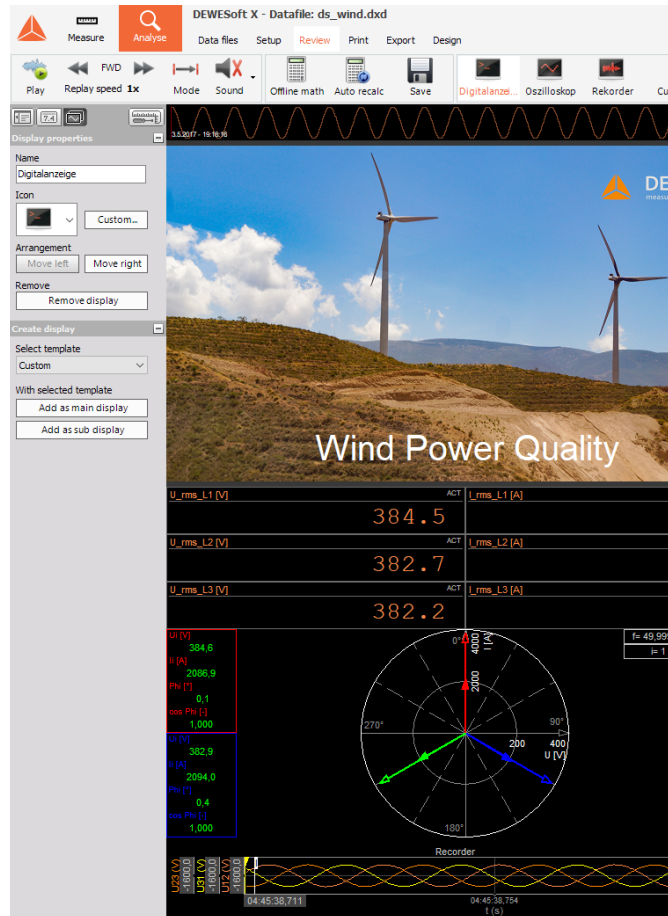 DEWESoft X - Datafile: ds_wind.dxd
Measure
Analyse
Data files Setup Review Print Export Design
Play
FWD
Replay speed 1x
Mode
Sound
Offline math
Auto recalc
Save
Digitalanzei...
Oszilloskop
Rekorder
Cu
7.4
Display properties
3.5.2017 - 19:16:16
Name
Digitalanzeige
Icon
Custom...
Arrangement
Move left Move right
Remove
Remove display
Create display
Select template
Custom
With selected template
Add as main display
Add as sub display
DE
measu
Wind Power Quality
U_rms_L1 [V] ACT I_rms_L1 [A]
384.5
U_rms_L2 [V] ACT I_rms_L2 [A]
382.7
U_rms_L3 [V] ACT I_rms_L3 [A]
382.2
Ui [V]
384,6
Ii [A]
2086,9
Phi [°]
0,1
cos Phi [-]
1,000
Ui [V]
382,9
Ii [A]
2094,0
Phi [°]
0,4
cos Phi [-]
1,000
0°
4000
I [A]
2000
270°
90°
200 400
U [V]
180°
f= 49,999
i= 1
Recorder
U23 (V)
-1600,0
U31 (V)
-1600,0
U12 (V)
-1600,0
04:45:38,711
04:45:38,754
t (s)